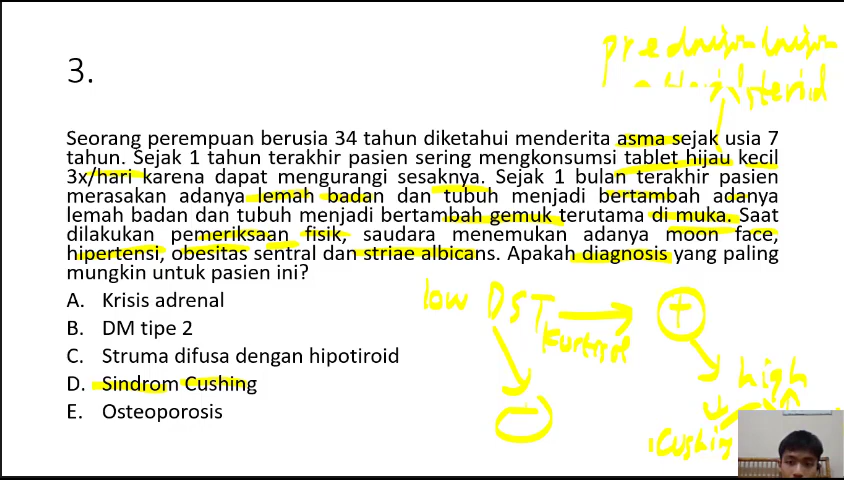 3.
Seorang perempuan berusia 34 tahun diketahui menderita asma sejak usia 7
tahun. Sejak 1 tahun terakhir pasien sering mengkonsumsi tablet hijau kecil
3x/hari karena dapat mengurangi sesaknya. Sejak 1 bulan terakhir pasien
merasakan adanya lemah badan dan tubuh menjadi bertambah adanya
lemah badan dan tubuh menjadi bertambah gemuk terutama di muka. Saat
dilakukan pemeriksaan fisik, saudara menemukan adanya moon face,
hipertensi, obesitas sentral dan striae albicans. Apakah diagnosis yang paling
mungkin untuk pasien ini?
A. Krisis adrenal
B. DM tipe 2
C. Struma difusa dengan hipotiroid
D. Sindrom Cushing
E. Osteoporosis
low DST
+
high